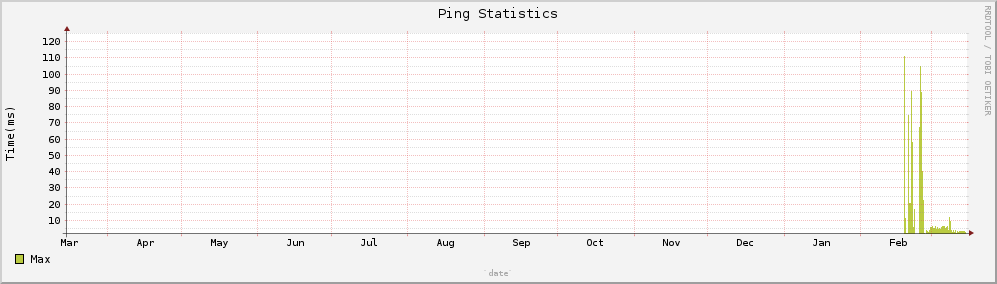 Ping Statistics
RRDTOOL / TOBI OETIKER
Time(ms)
120
110
100
90
80
70
60
50
40
30
20
10
Mar Apr May Jun Jul Aug Sep Oct Nov Dec Jan Feb
Max
`date`